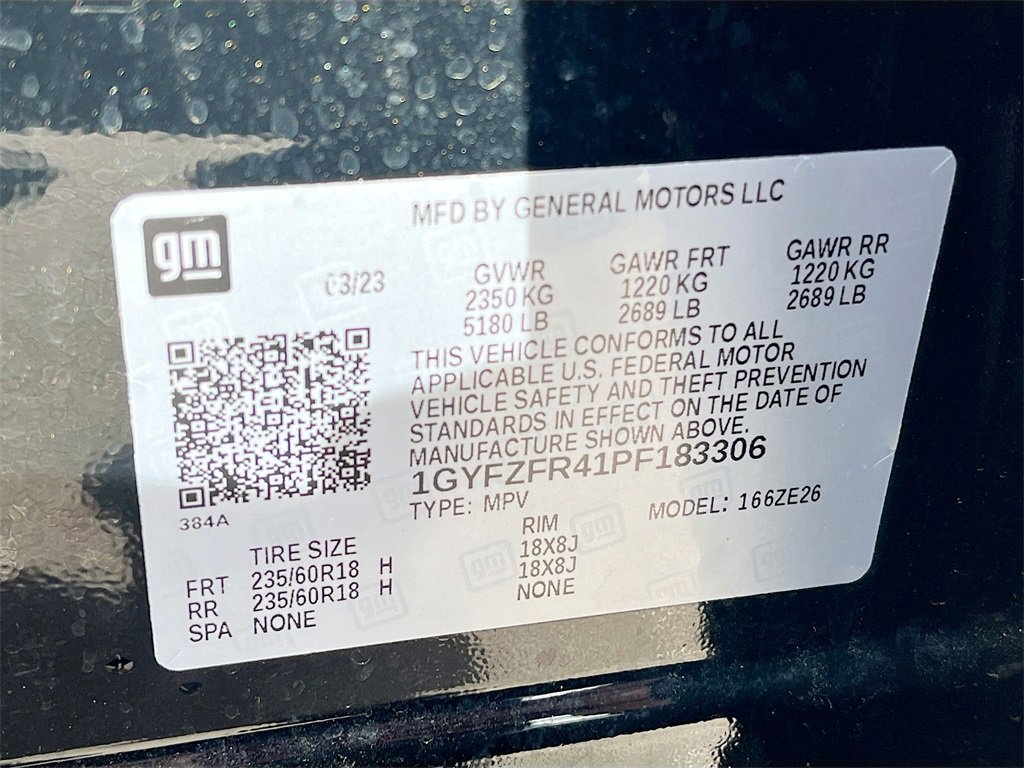 gm
MFD BY GENERAL MOTORS LLC
03/23
GVWR
2350 KG
5180 LB
GAWR FRT
1220 KG
2689 LB
GAWR RR
1220 KG
2689 LB
THIS VEHICLE CONFORMS TO ALL
APPLICABLE U.S. FEDERAL MOTOR
VEHICLE SAFETY AND THEFT PREVENTION
STANDARDS IN EFFECT ON THE DATE OF
MANUFACTURE SHOWN ABOVE.
1GYFZFR41PF183306
TYPE: MPV
MODEL: 166ZE26
384A
TIRE SIZE
RIM
FRT 235/60R18 H 18X8J
RR 235/60R18 H 18X8J
SPA NONE NONE